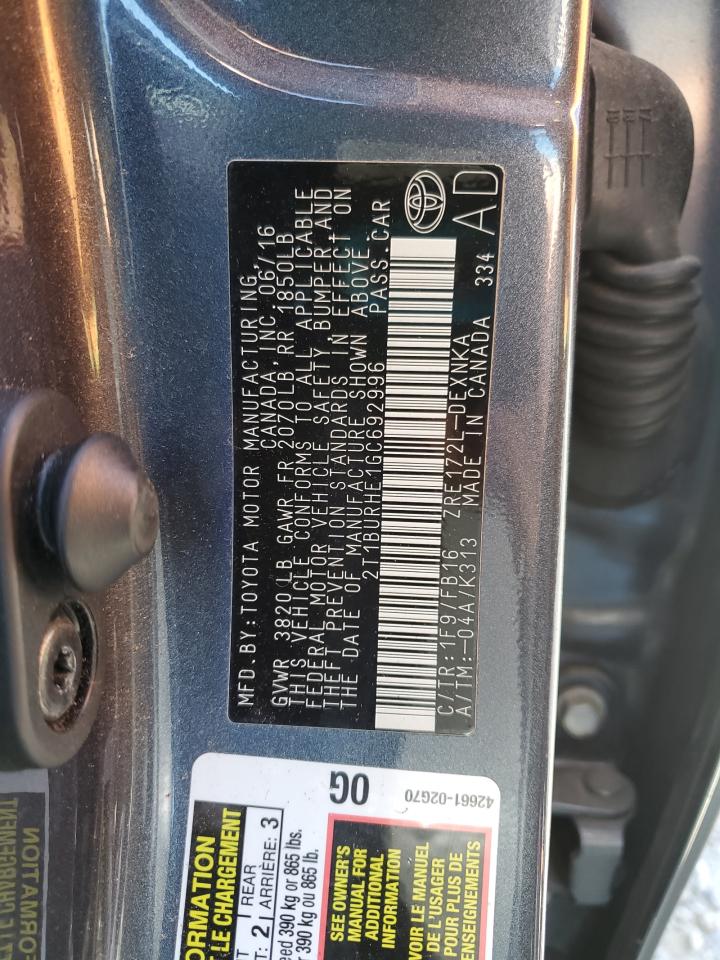 MFD.BY:TOYOTA MOTOR MANUFACTURING
CANADA, INC. 06/16
GVWR 3820LB GAWR FR 2020LB RR 1850LB
THIS VEHICLE CONFORMS TO ALL APPLICABLE
FEDERAL MOTOR VEHICLE SAFETY, BUMPER, AND
THEFT PREVENTION STANDARDS IN EFFECT ON
THE DATE OF MANUFACTURE SHOWN ABOVE.
2T1BURHE1GC692996 PASS.CAR
C/TR:1F9/FB16 ZRE172L-DEXNKA
A/TM:-04A/K313 MADE IN CANADA 334
AD
0G
42661-02G70
LE CHARGEMENT
2 REAR
ARRIÈRE: 3
390 kg or 865 lbs.
390 kg ou 865 lb.
SEE OWNER'S
MANUAL FOR
ADDITIONAL
INFORMATION
VOIR LE MANUEL
DE L'USAGER
POUR PLUS DE
RENSEIGNEMENTS